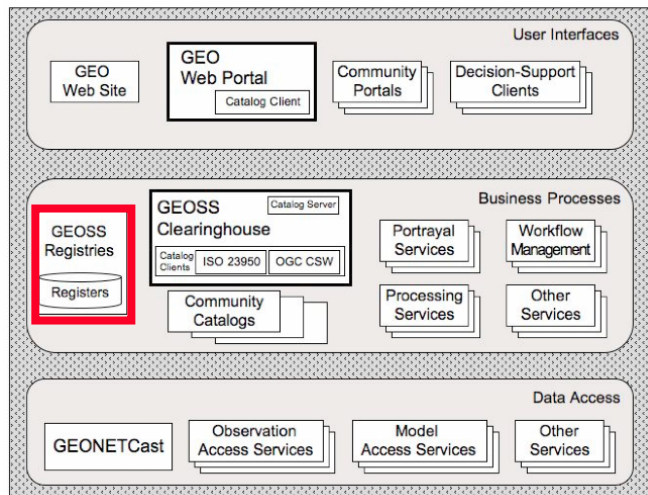 User Interfaces
GEO
Web Site
GEO
Web Portal
Catalog Client
Community
Portals
Decision-Support
Clients
Business Processes
GEOSS
Registries
Registers
GEOSS
Clearinghouse
Catalog Server
Catalog
Clients
ISO 23950
OGC CSW
Community
Catalogs
Portrayal
Services
Workflow
Management
Processing
Services
Other
Services
Data Access
GEONETCast
Observation
Access Services
Model
Access Services
Other
Services